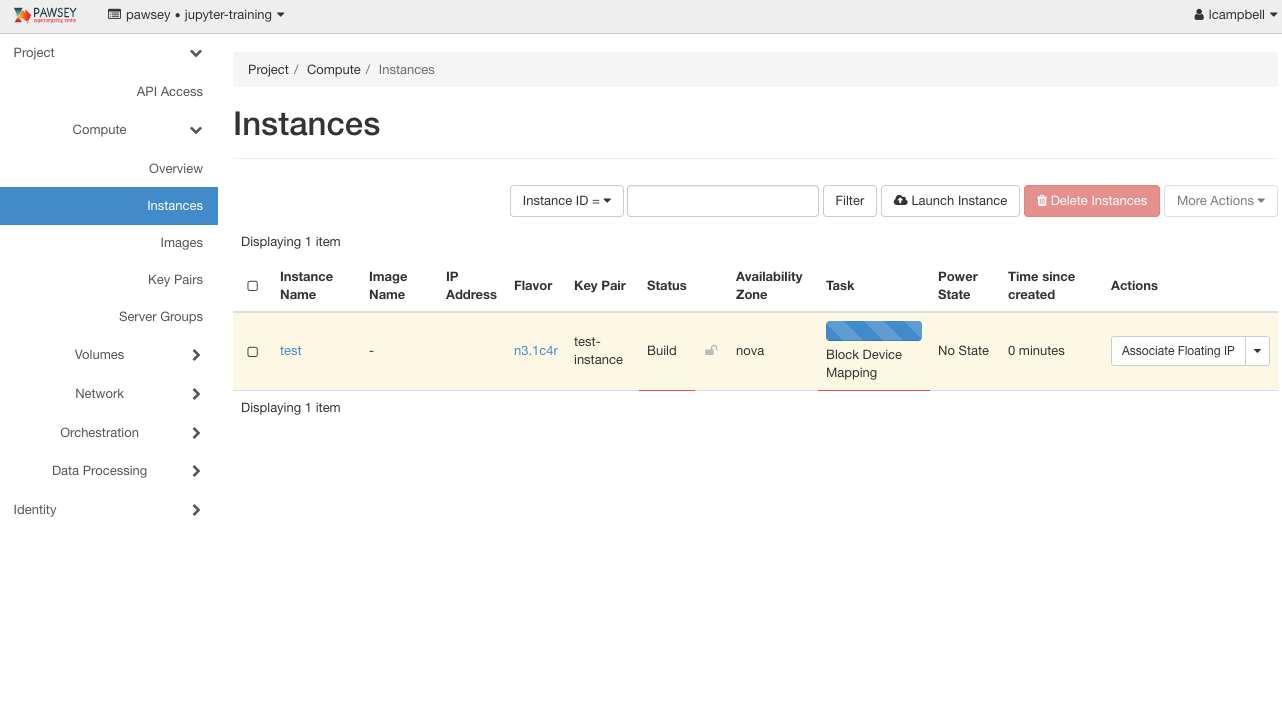 PAWSEY
supercomputing centre
pawsey • jupyter-training
lcampbell
Project
API Access
Compute
Overview
Instances
Images
Key Pairs
Server Groups
Volumes
Network
Orchestration
Data Processing
Identity
Project / Compute / Instances
Instances
Instance ID =
Filter
Launch Instance
Delete Instances
More Actions
Displaying 1 item
Instance Name
Image Name
IP Address
Flavor
Key Pair
Status
Availability Zone
Task
Power State
Time since created
Actions
test
-
n3.1c4r
test-
instance
Build
nova
Block Device
Mapping
No State
0 minutes
Associate Floating IP
Displaying 1 item